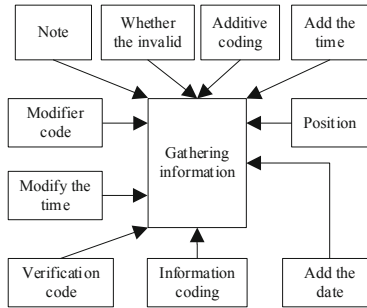 Note
Whether
the invalid
Additive
coding
Add the
time
Modifier
code
Gathering
information
Position
Modify the
time
Verification
code
Information
coding
Add the
date